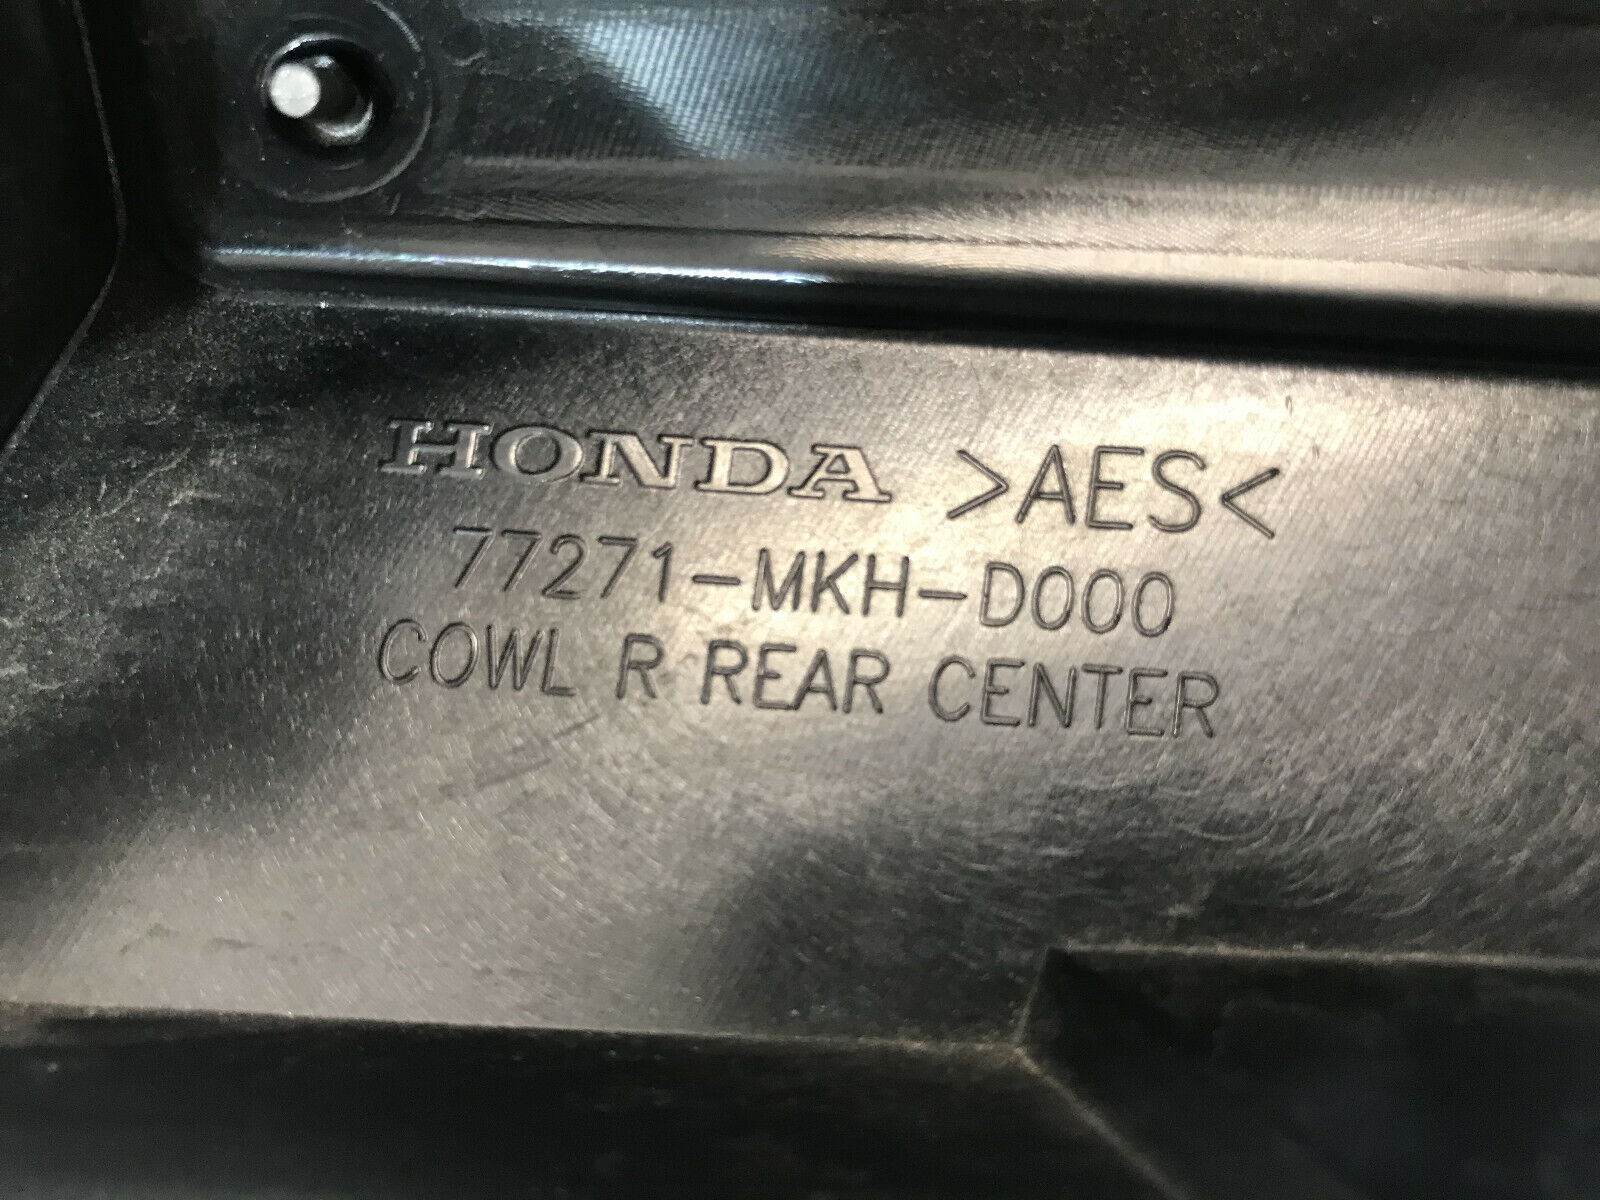 HONDA >AES<
77271-MKH-D000
COWL R REAR CENTER